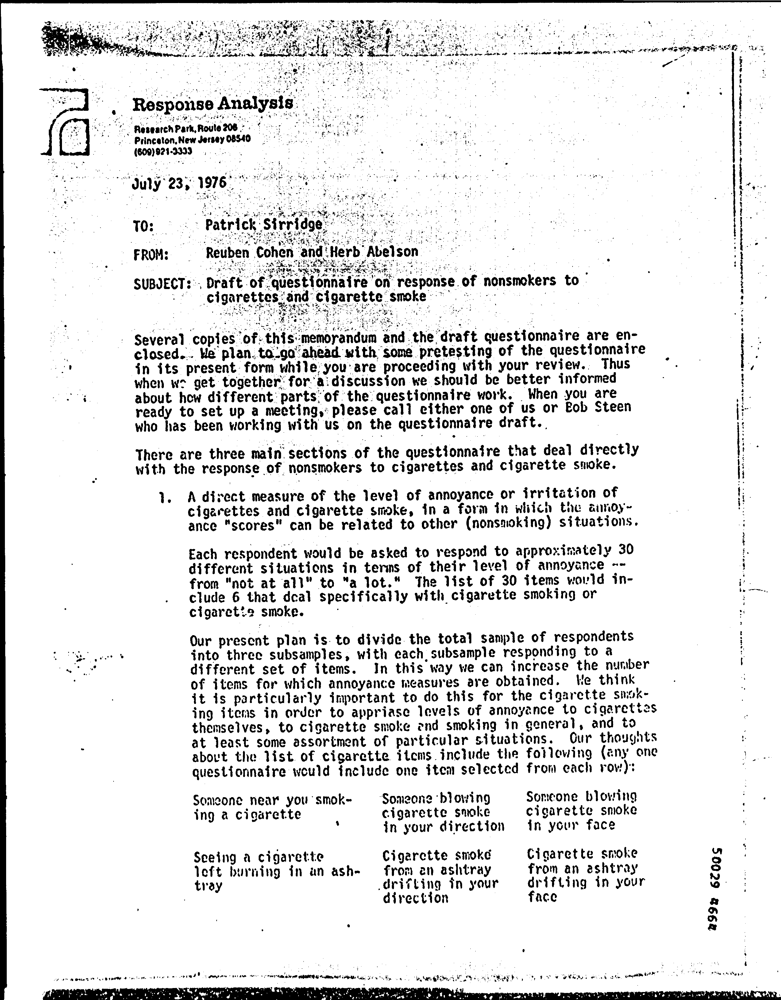 Response Analysis
Research Park, Route 206
Princeton, New Jersey 08540
(609) 921-3333
July 23, 1976
TO: Patrick Sirridge
FROM: Reuben Cohen and Herb Abelson
SUBJECT: Draft of questionnaire on response of nonsmokers to
cigarettes and cigarette smoke
Several copies of this memorandum and the draft questionnaire are en-
closed. We plan to go ahead with some pretesting of the questionnaire
in its present form while you are proceeding with your review. Thus
when we get together for a discussion we should be better informed
about how different parts of the questionnaire work. When you are
ready to set up a meeting, please call either one of us or Bob Steen
who has been working with us on the questionnaire draft.
There are three main sections of the questionnaire that deal directly
with the response of nonsmokers to cigarettes and cigarette smoke.
1. A direct measure of the level of annoyance or irritation of
cigarettes and cigarette smoke, in a form in which the annoy-
ance "scores" can be related to other (nonsmoking) situations.
Each respondent would be asked to respond to approximately 30
different situations in terms of their level of annoyance --
from "not at all" to "a lot." The list of 30 items would in-
clude 6 that deal specifically with cigarette smoking or
cigarette smoke.
Our present plan is to divide the total sample of respondents
into three subsamples, with each subsample responding to a
different set of items. In this way we can increase the number
of items for which annoyance measures are obtained. We think
it is particularly important to do this for the cigarette smok-
ing items in order to appriase levels of annoyance to cigarettes
themselves, to cigarette smoke and smoking in general, and to
at least some assortment of particular situations. Our thoughts
about the list of cigarette items include the following (any one
questionnaire would include one item selected from each row):
Someone near you smok- Someone blowing Someone blowing
ing a cigarette cigarette smoke cigarette smoke
in your direction in your face
Seeing a cigarette Cigarette smoke Cigarette smoke
left burning in an ash- from an ashtray from an ashtray
tray drifting in your drifting in your
direction face
50029 4664